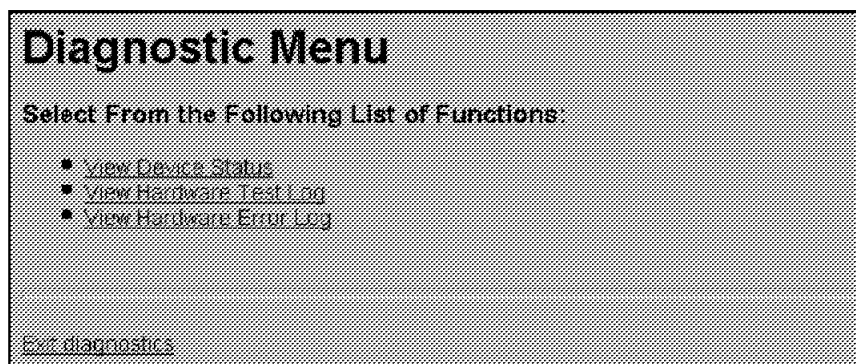 Diagnostic Menu
Select From the Following List of Functions:
View Device Status
View Hardware Test Log
View Hardware Error Log
Exit diagnostics